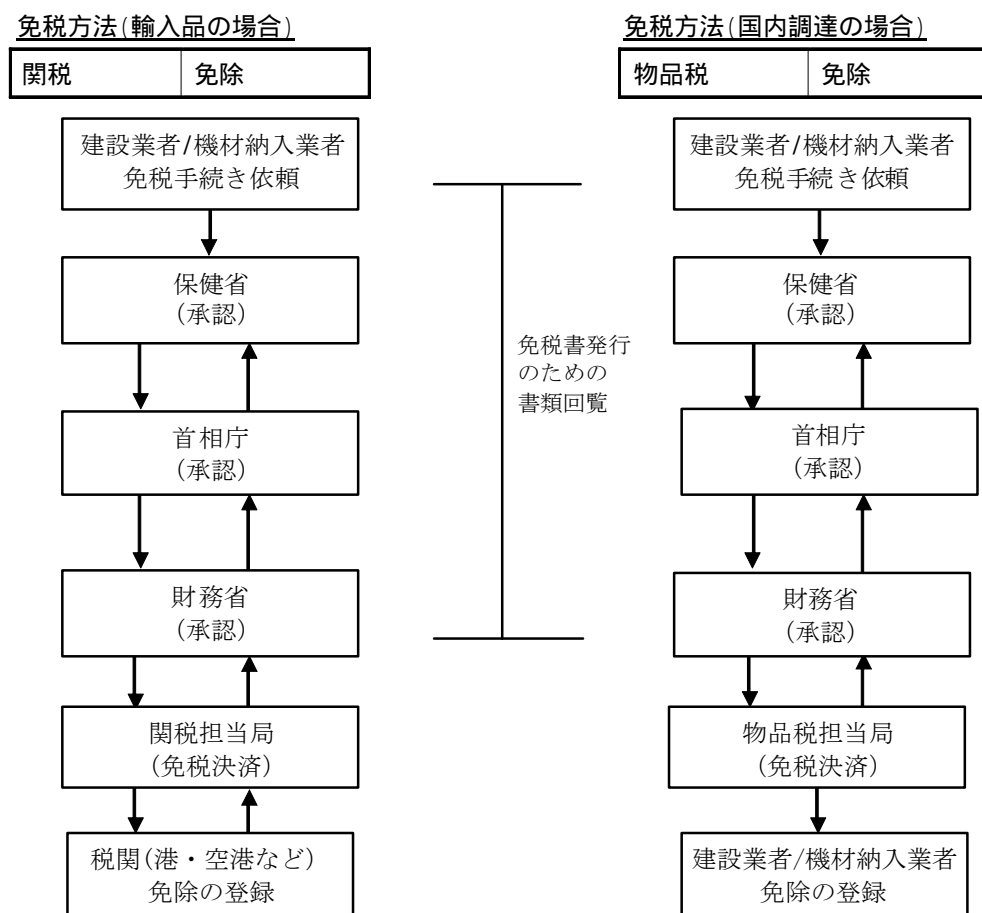 免税方法(輸入品の場合)
関税 免除
建設業者/機材納入業者
免税手続き依頼
保健省
(承認)
首相庁
(承認)
財務省
(承認)
関税担当局
(免税決済)
税関(港・空港など)
免除の登録
免税書発行
のための
書類回覧
免税方法(国内調達の場合)
物品税 免除
建設業者/機材納入業者
免税手続き依頼
保健省
(承認)
首相庁
(承認)
財務省
(承認)
物品税担当局
(免税決済)
建設業者/機材納入業者
免除の登録